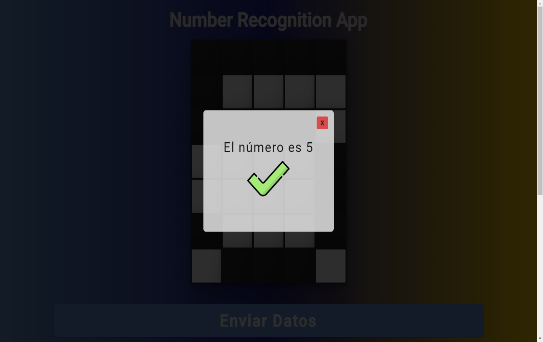 Number Recognition App
x
El número es 5
Enviar Datos